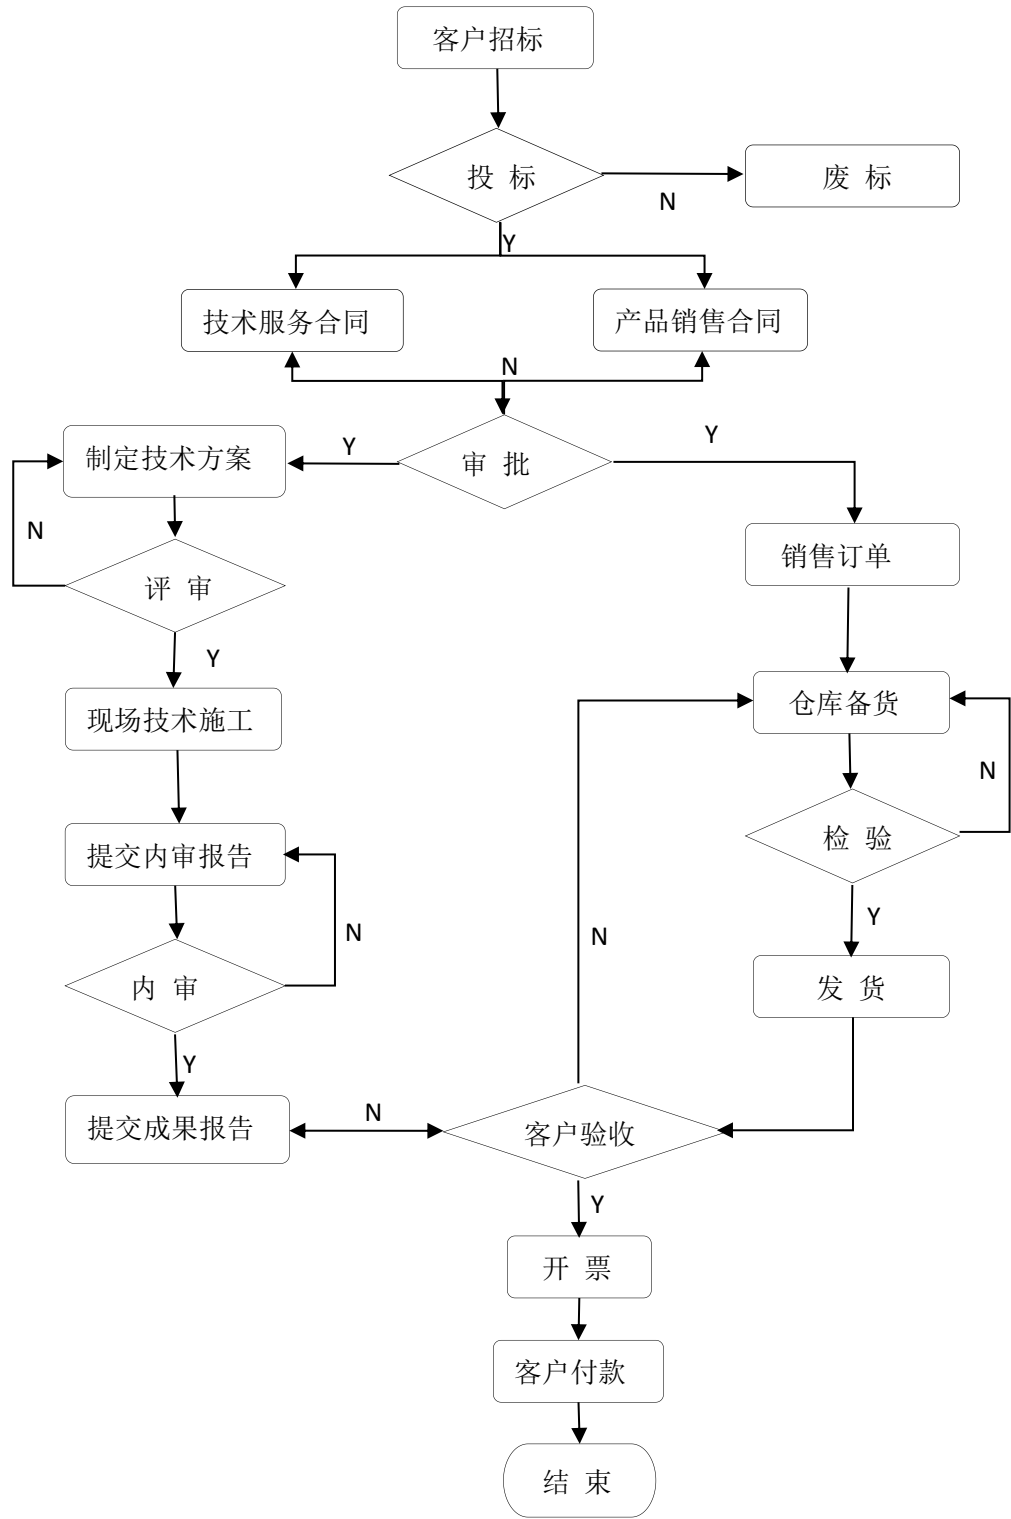 客户招标
投 标
废 标
N
Y
技术服务合同
产品销售合同
N
制定技术方案
Y
审 批
Y
N
销售订单
评 审
Y
现场技术施工
仓库备货
N
提交内审报告
检 验
N
N
Y
内 审
发 货
Y
提交成果报告
N
客户验收
Y
开 票
客户付款
结 束